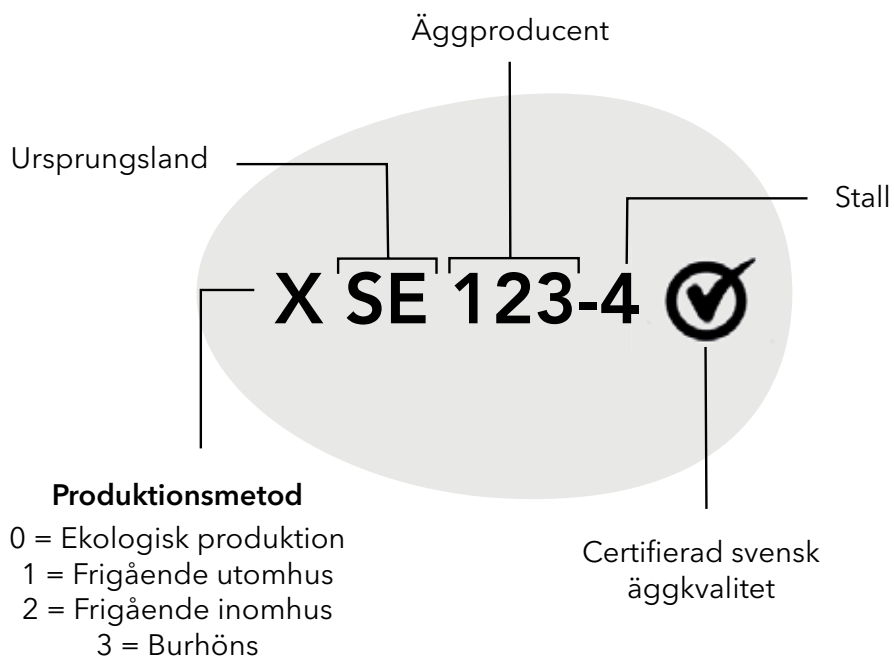 Äggproducent
Ursprungsland
Stall
X SE 123-4
Produktionsmetod
0 = Ekologisk produktion
1 = Frigående utomhus
2 = Frigående inomhus
3 = Burhöns
Certifierad svensk
äggkvalitet